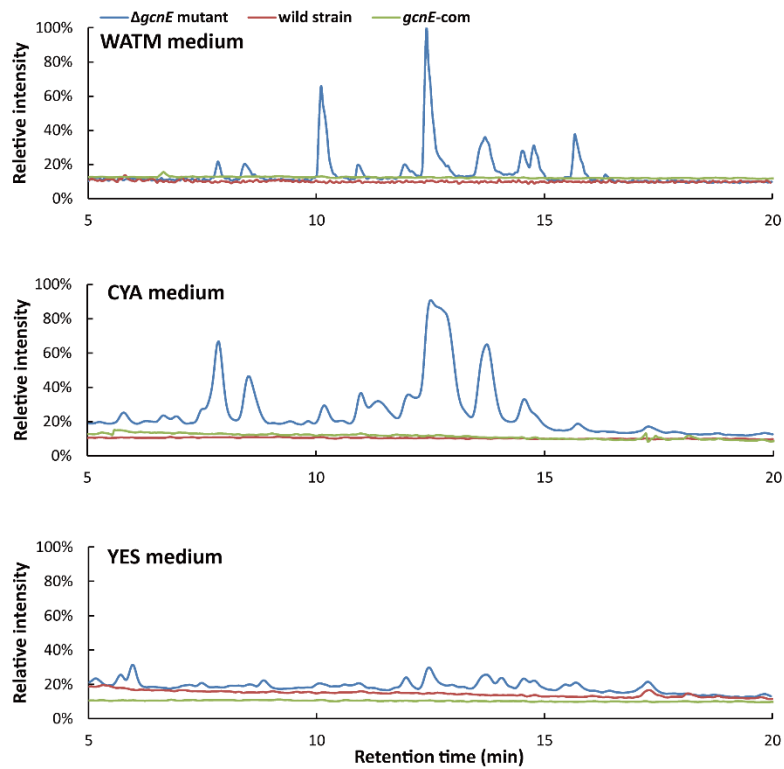 ΔgcnE mutant wild strain gcnE-com
WATM medium
Reletive intensity
100%
80%
60%
40%
20%
0%
5 10 15 20
CYA medium
Reletive intensity
100%
80%
60%
40%
20%
0%
5 10 15 20
YES medium
Relative intensity
100%
80%
60%
40%
20%
0%
5 10 15 20
Retention time (min)